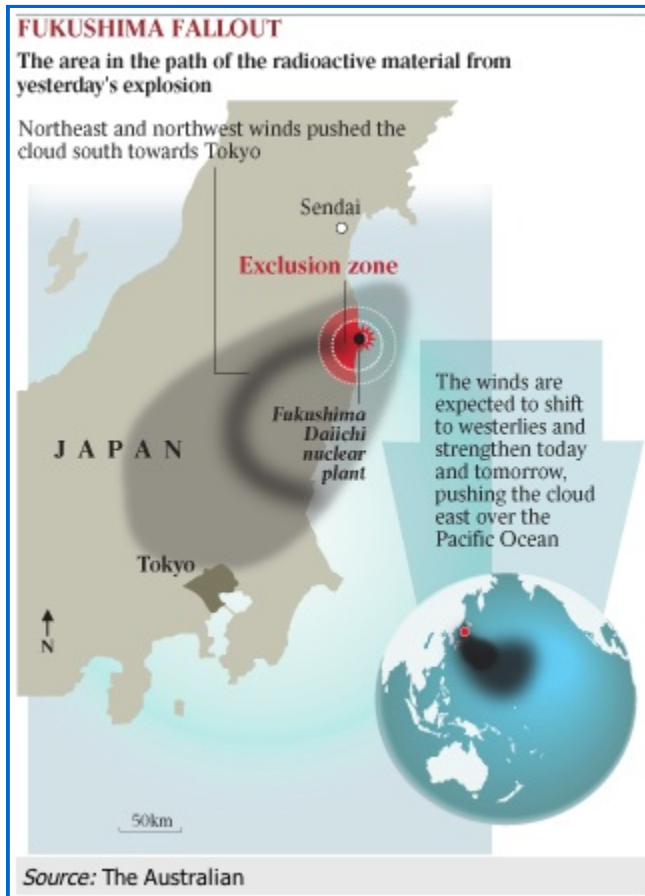 FUKUSHIMA FALLOUT
The area in the path of the radioactive material from
yesterday's explosion
Northeast and northwest winds pushed the
cloud south towards Tokyo
Sendai
Exclusion zone
Fukushima
Daiichi
nuclear
plant
JAPAN
Tokyo
N
50km
The winds are
expected to shift
to westerlies and
strengthen today
and tomorrow,
pushing the cloud
east over the
Pacific Ocean
Source: The Australian